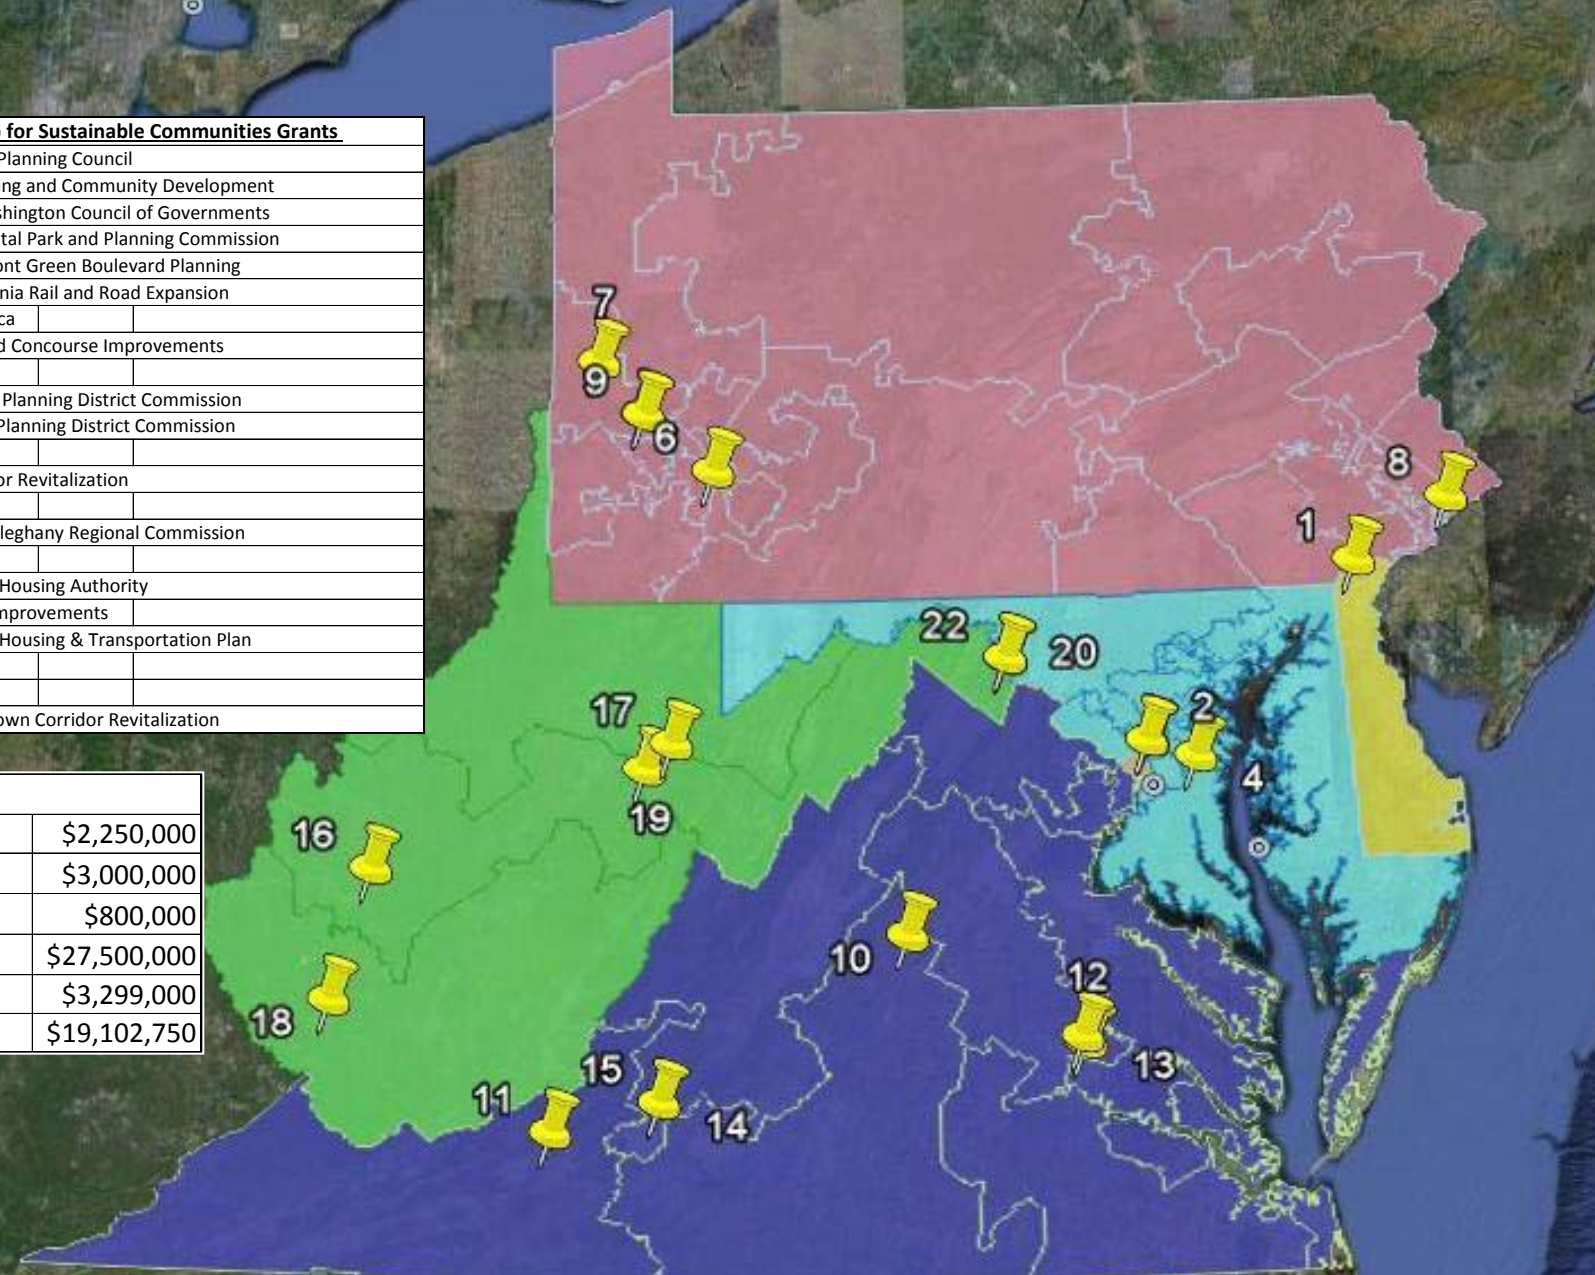 for Sustainable Communities Grants
Planning Council
ing and Community Development
shington Council of Governments
tal Park and Planning Commission
ont Green Boulevard Planning
nia Rail and Road Expansion
ca
d Concourse Improvements
Planning District Commission
Planning District Commission
or Revitalization
leghany Regional Commission
Housing Authority
mprovements
Housing & Transportation Plan
own Corridor Revitalization
$2,250,000
$3,000,000
$800,000
$27,500,000
$3,299,000
$19,102,750
7
9
6
8
1
22
20
17
2
4
19
16
10
12
18
13
15
11
14